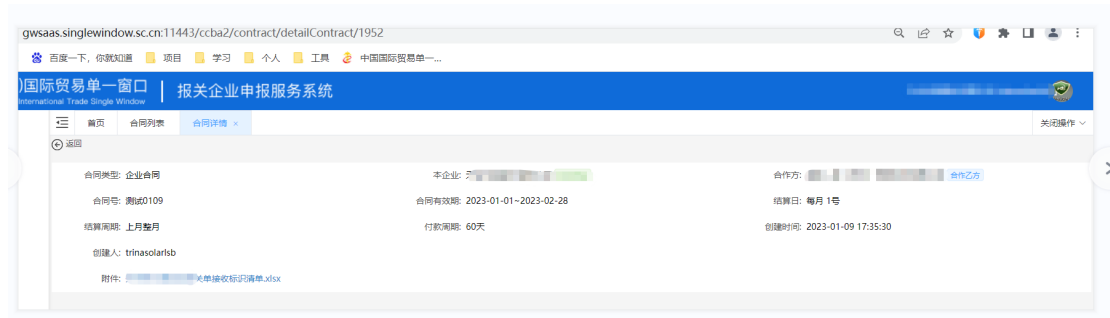 gwsaas.singlewindow.sc.cn:11443/ccba2/contract/detailContract/1952
百度一下，你就知道 项目 学习 个人 工具 中国国际贸易单一...
)国际贸易单一窗口 报关企业申报服务系统
International Trade Single Window
首页 合同列表 合同详情 × 关闭操作
返回
合同类型: 企业合同 本企业: 合作方: 合作乙方
合同号: 测试0109 合同有效期: 2023-01-01~2023-02-28 结算日: 每月 1号
结算周期: 上月整月 付款周期: 60天 创建时间: 2023-01-09 17:35:30
创建人: trinasolarlsb
附件: 关单接收标识清单.xlsx